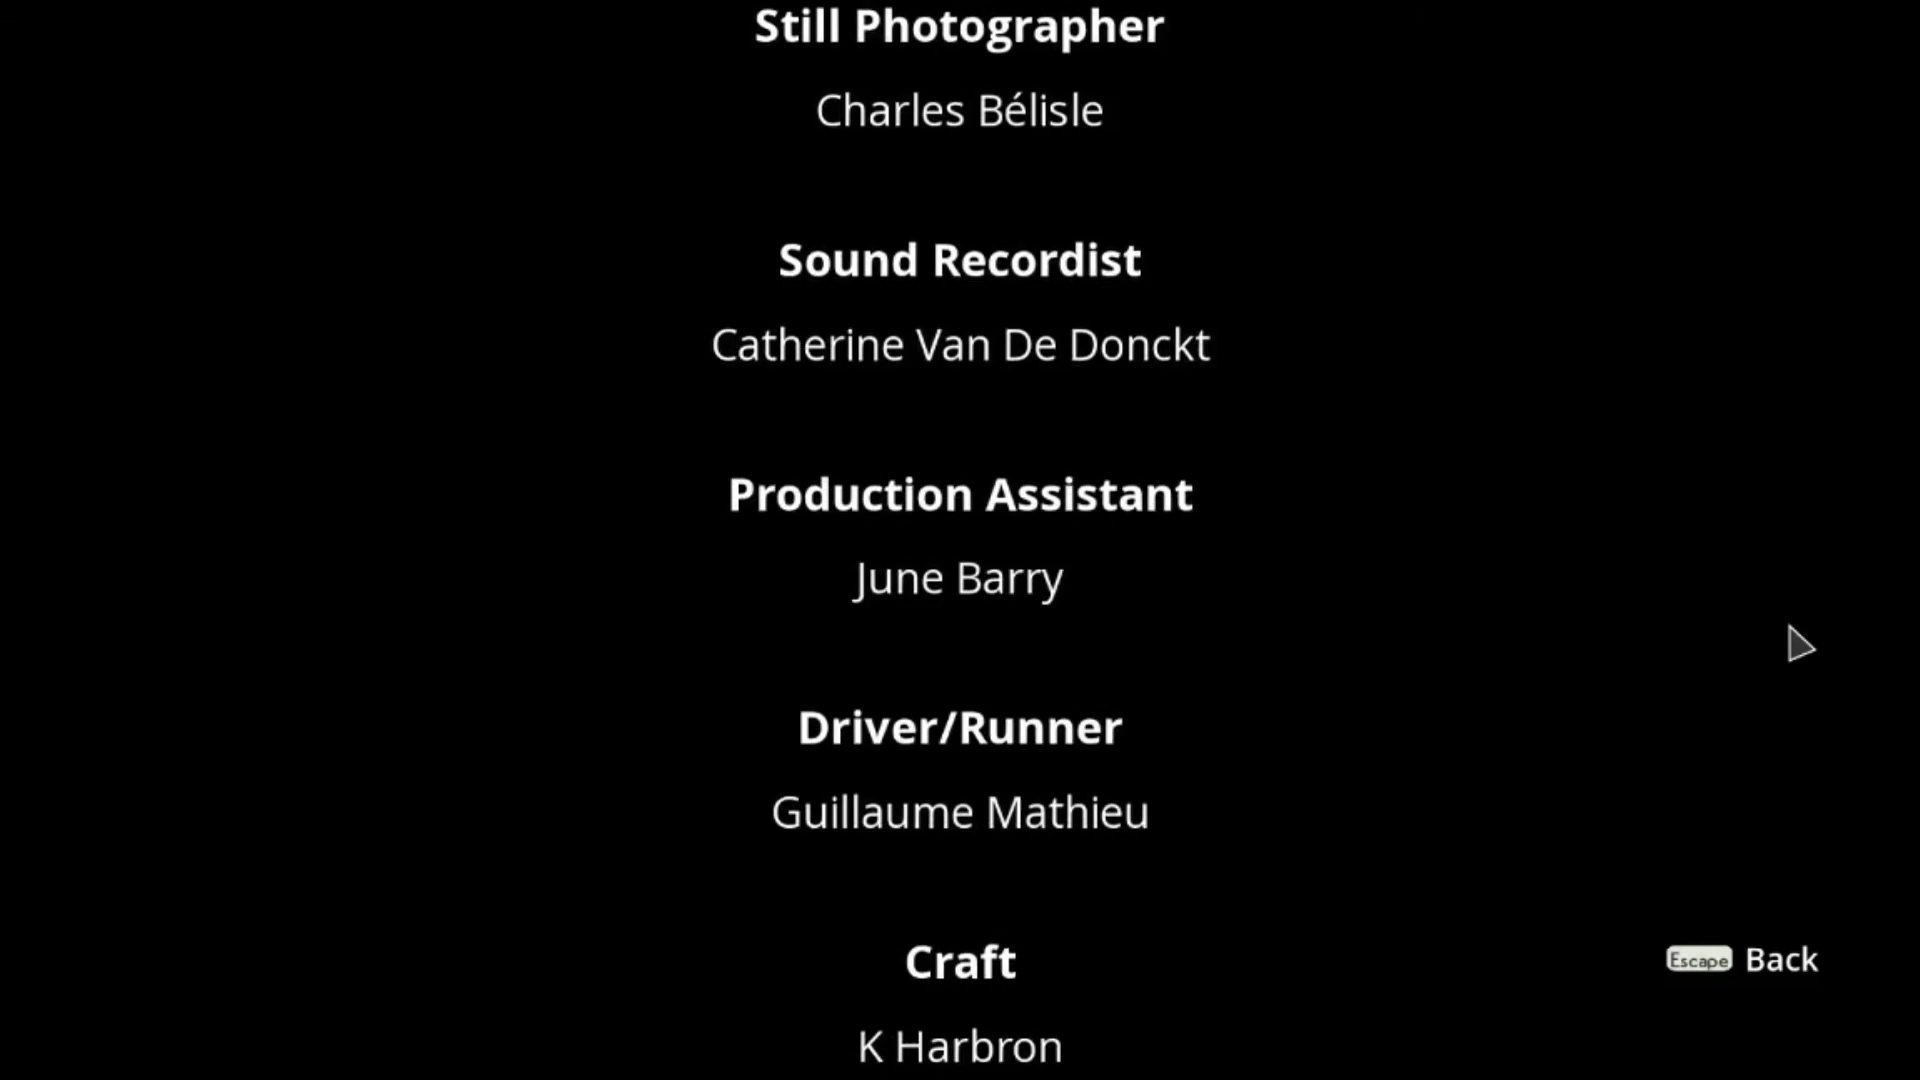 Still Photographer
Charles Bélisle
Sound Recordist
Catherine Van De Donckt
Production Assistant
June Barry
Driver/Runner
Guillaume Mathieu
Craft
Escape Back
K Harbron